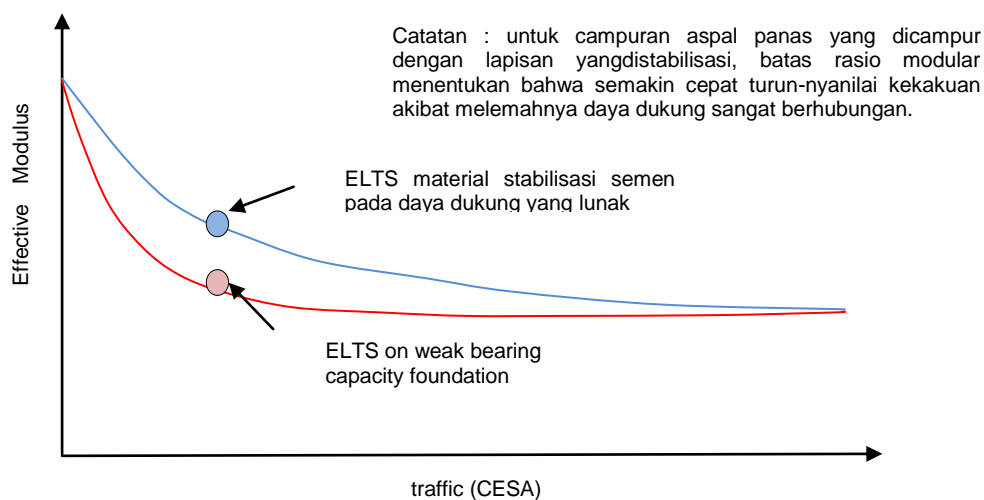 Catatan : untuk campuran aspal panas yang dicampur
dengan lapisan yangdistabilisasi, batas rasio modular
menentukan bahwa semakin cepat turun-nyanilai kekakuan
akibat melemahnya daya dukung sangat berhubungan.
Effective Modulus
ELTS material stabilisasi semen
pada daya dukung yang lunak
ELTS on weak bearing
capacity foundation
traffic (CESA)